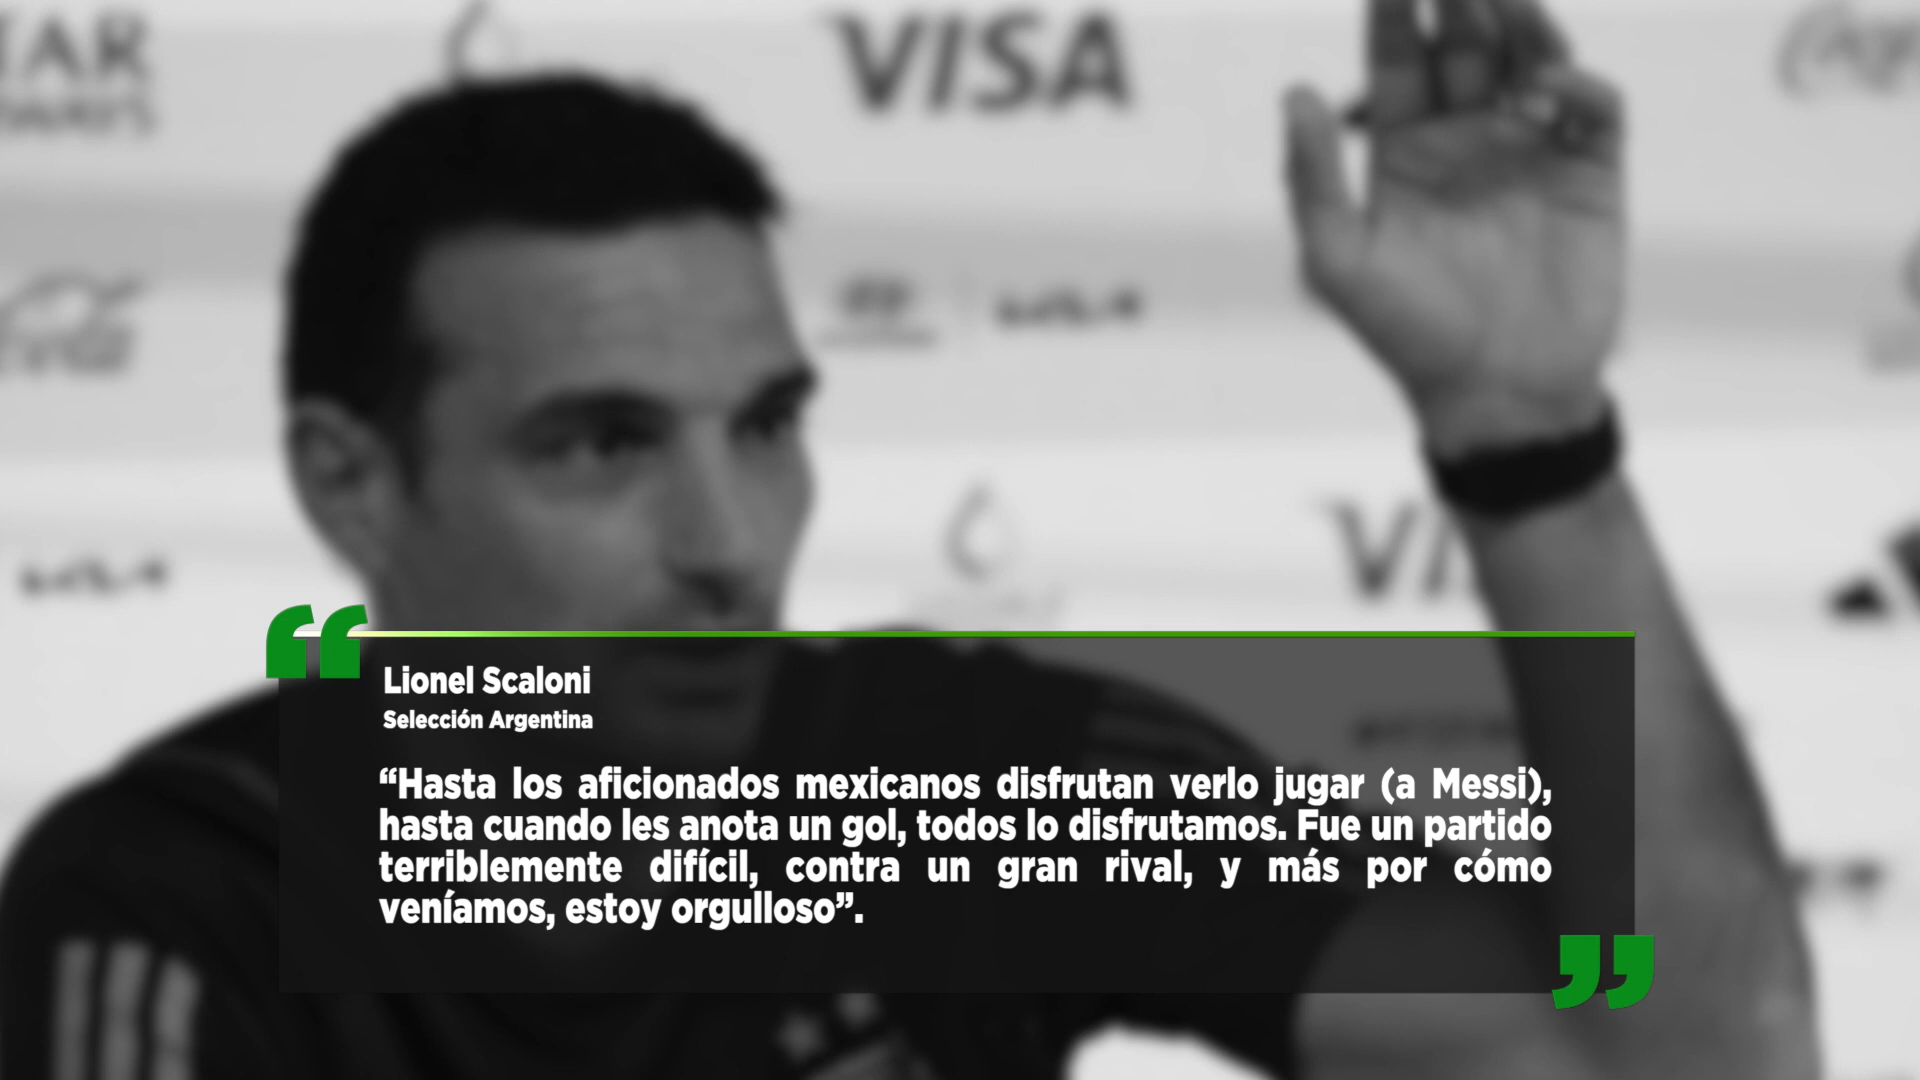 VISA
Lionel Scaloni
Selección Argentina
“Hasta los aficionados mexicanos disfrutan verlo jugar (a Messi),
hasta cuando les anota un gol, todos lo disfrutamos. Fue un partido
terriblemente difícil, contra un gran rival, y más por cómo
veníamos, estoy orgulloso”.